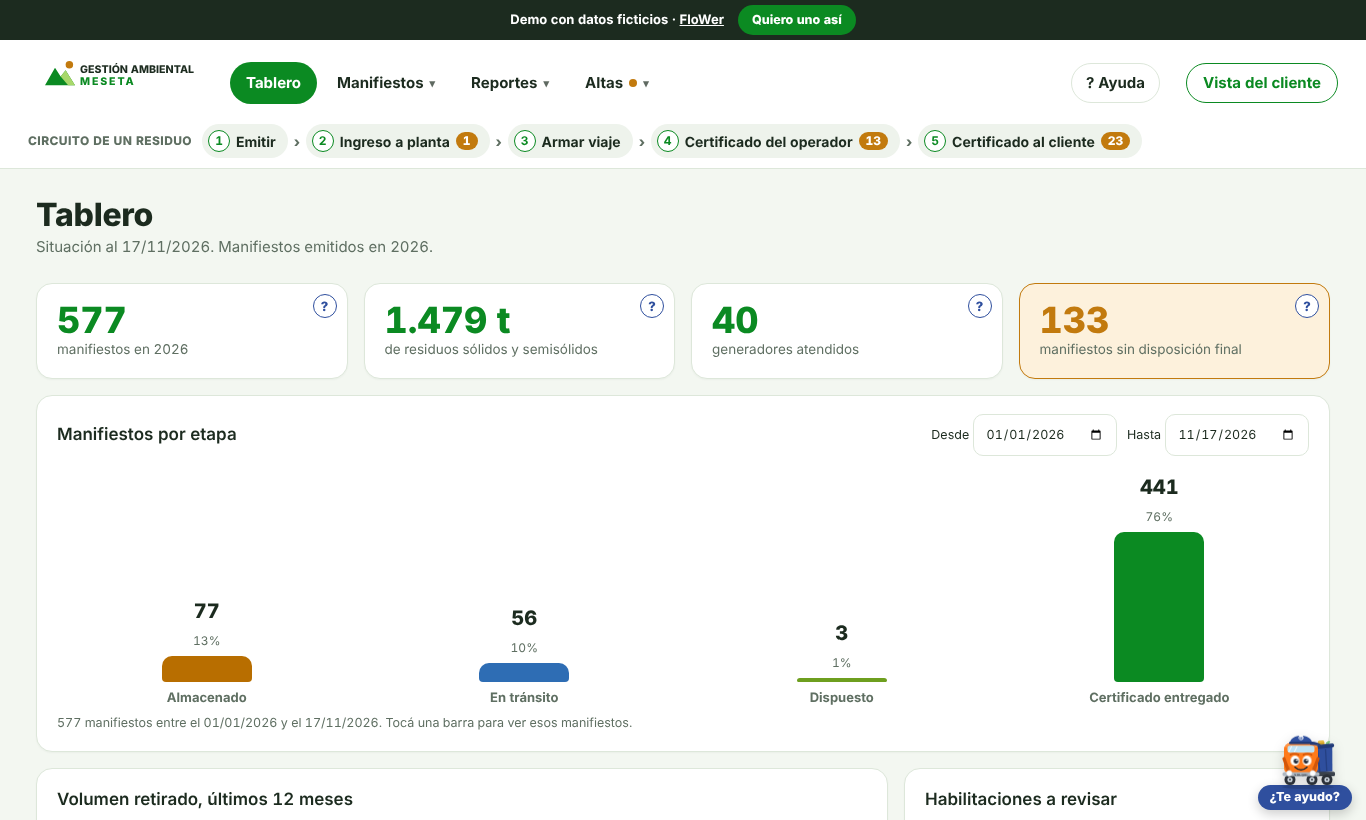 Demo con datos ficticios · FloWer Quiero uno así
GESTIÓN AMBIENTAL
MESETA
Tablero Manifiestos ▾ Reportes ▾ Altas ▾ ? Ayuda Vista del cliente
CIRCUITO DE UN RESIDUO 1 Emitir › 2 Ingreso a planta 1 › 3 Armar viaje › 4 Certificado del operador 13 › 5 Certificado al cliente 23
Tablero
Situación al 17/11/2026. Manifiestos emitidos en 2026.
577 ?
manifiestos en 2026
1.479 t ?
de residuos sólidos y semisólidos
40 ?
generadores atendidos
133 ?
manifiestos sin disposición final
Manifiestos por etapa Desde 01/01/2026 Hasta 11/17/2026
441
76%
77
13%
56
10%
3
1%
Almacenado En tránsito Dispuesto Certificado entregado
577 manifiestos entre el 01/01/2026 y el 17/11/2026. Tocá una barra para ver esos manifiestos.
Volumen retirado, últimos 12 meses
Habilitaciones a revisar
¿Te ayudo?